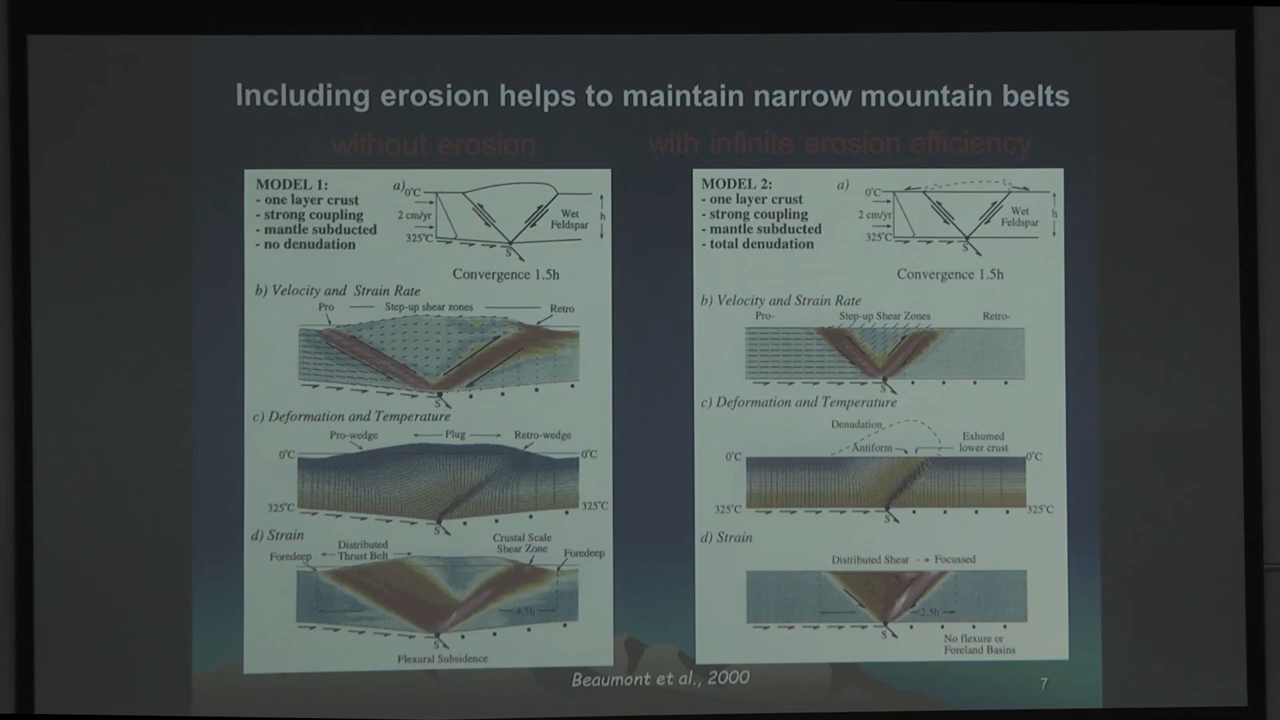 Including erosion helps to maintain narrow mountain belts
without erosion
with infinite erosion efficiency
MODEL 1:
- one layer crust
- strong coupling
- mantle subducted
- no denudation
a)
0°C
2 cm/yr
325°C
Wet
Feldspar
h
S
Convergence 1.5h
b) Velocity and Strain Rate
Pro
Step-up shear zones
Retro
S
c) Deformation and Temperature
Pro-wedge
Plug
Retro-wedge
0°C
0°C
325°C
325°C
S
d) Strain
Foredeep
Distributed
Thrust Belt
Crustal Scale
Shear Zone
Foredeep
4.5h
S
Flexural Subsidence
MODEL 2:
- one layer crust
- strong coupling
- mantle subducted
- total denudation
a)
0°C
2 cm/yr
325°C
Wet
Feldspar
h
S
Convergence 1.5h
b) Velocity and Strain Rate
Pro-
Step-up Shear Zones
Retro-
S
c) Deformation and Temperature
Denudation
Antiform
Exhumed
lower crust
0°C
0°C
325°C
325°C
S
d) Strain
Distributed Shear
Focussed
2.5h
S
No flexure or
Foreland Basins
Beaumont et al., 2000
7